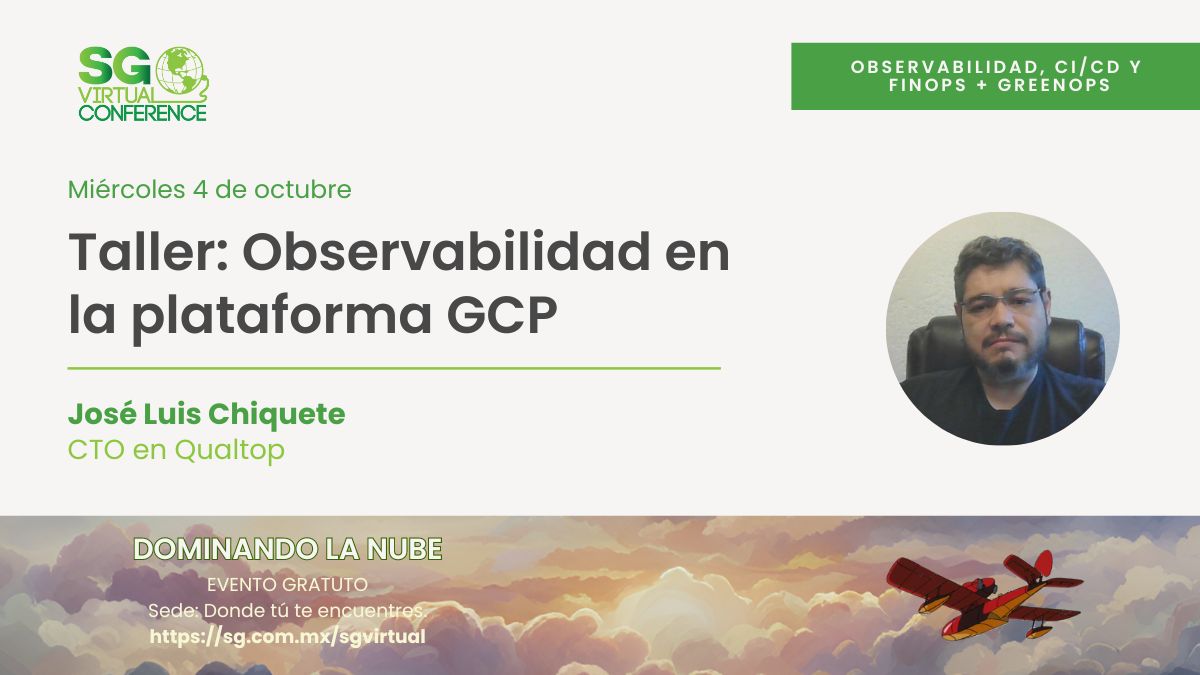 SG
VIRTUAL
CONFERENCE
OBSERVABILIDAD, CI/CD Y
FINOPS + GREENOPS
Miércoles 4 de octubre
Taller: Observabilidad en
la plataforma GCP
José Luis Chiquete
CTO en Qualtop
DOMINANDO LA NUBE
EVENTO GRATUTO
Sede: Donde tú te encuentros.
https://sg.com.mx/sgvirtual